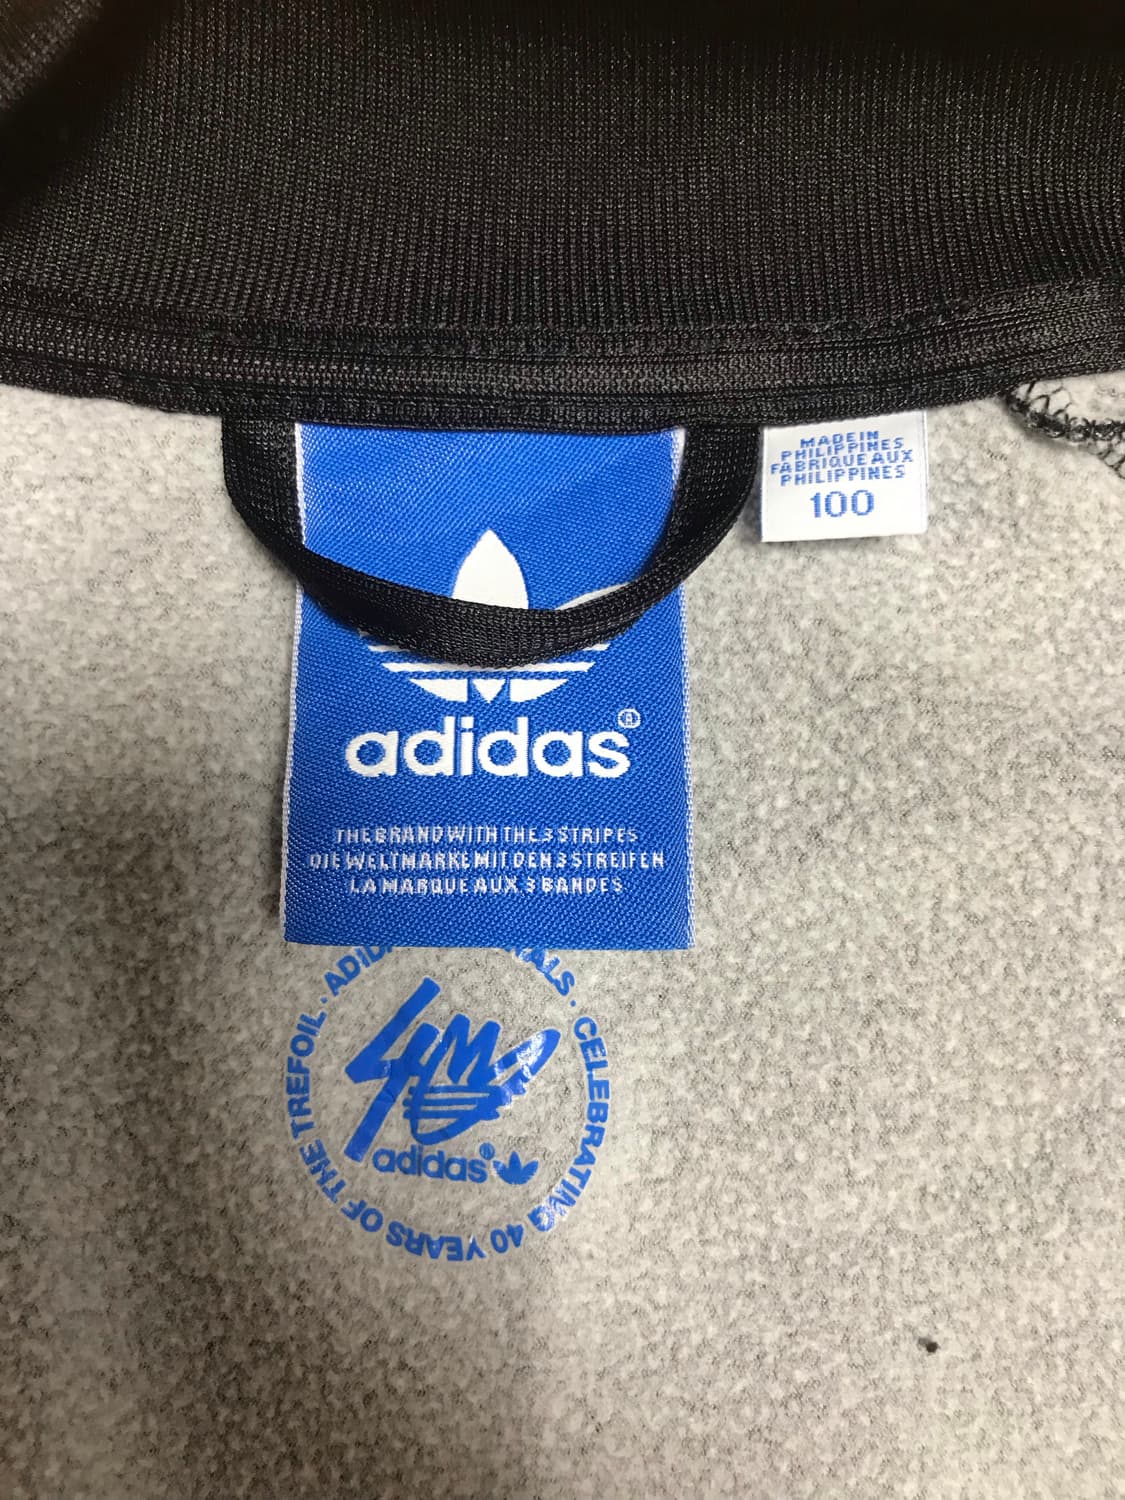 MADE IN
PHILIPPINES
FABRIQUE AUX
PHILIPPINES
100
adidas®
THE BRAND WITH THE 3 STRIPES
DIE WELTMARKE MIT DEN 3 STREIFEN
LA MARQUE AUX 3 BANDES
· CELEBRATING 40 YEARS OF THE TREFOIL ·
adidas®